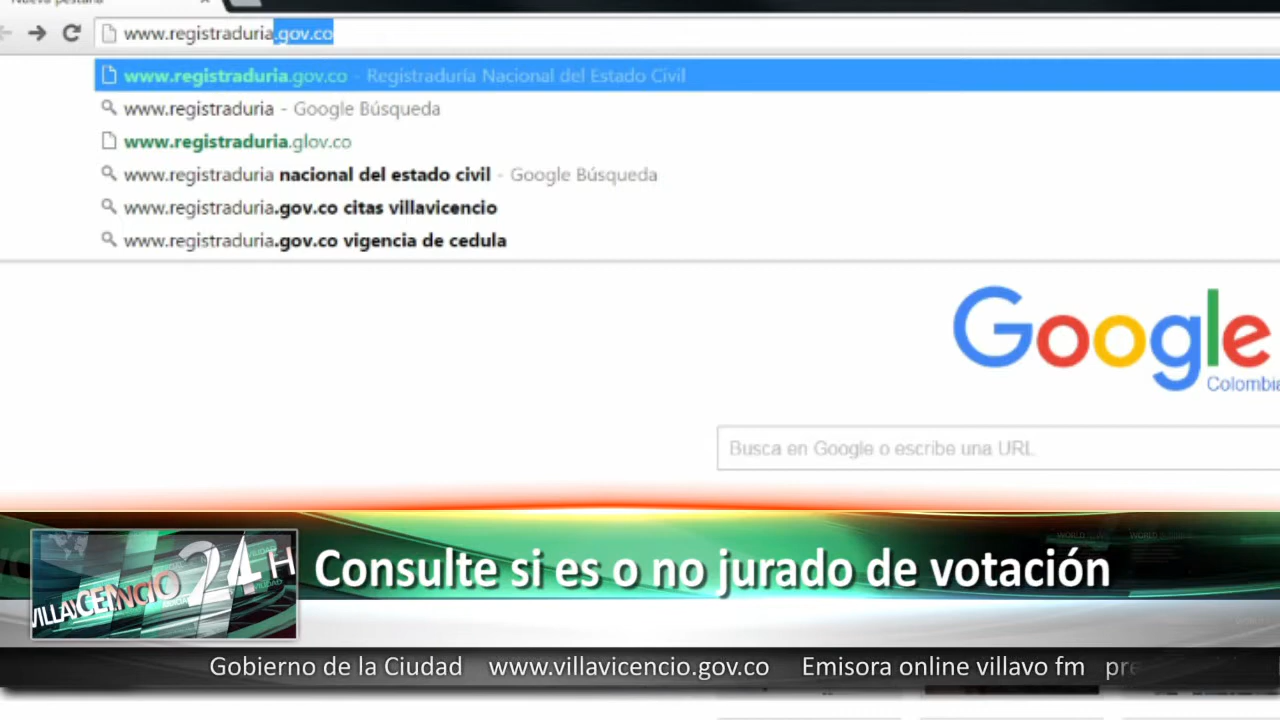 Nueva pestaña
www.registraduria.gov.co
www.registraduria.gov.co - Registraduría Nacional del Estado Civil
www.registraduria - Google Búsqueda
www.registraduria.glov.co
www.registraduria nacional del estado civil - Google Búsqueda
www.registraduria.gov.co citas villavicencio
www.registraduria.gov.co vigencia de cedula
Google
Colombia
Busca en Google o escribe una URL
VILLAVICENCIO 24 H
Consulte si es o no jurado de votación
Gobierno de la Ciudad www.villavicencio.gov.co Emisora online villavo fm